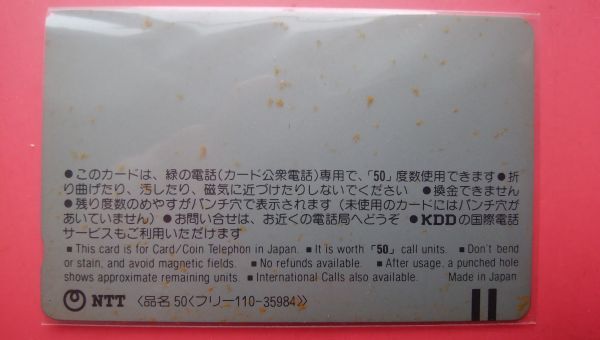 ● このカードは、緑の電話(カード公衆電話)専用で、「50」度数使用できます ● 折
り曲げたり、汚したり、磁気に近づけたりしないでください ● 換金できません
● 残り度数のめやすがパンチ穴で表示されます(未使用のカードにはパンチ穴が
あいていません) ● お問い合せは、お近くの電話局へどうぞ ● KDDの国際電話
サービスもご利用いただけます
■ This card is for Card/Coin Telephon in Japan. ■ It is worth「50」call units. ■ Don't bend
or stain, and avoid magnetic fields. ■ No refunds available. ■ After usage, a punched hole
shows approximate remaining units. ■ International Calls also available. Made in Japan
NTT 〈品名 50〈フリー110-35984〉〉